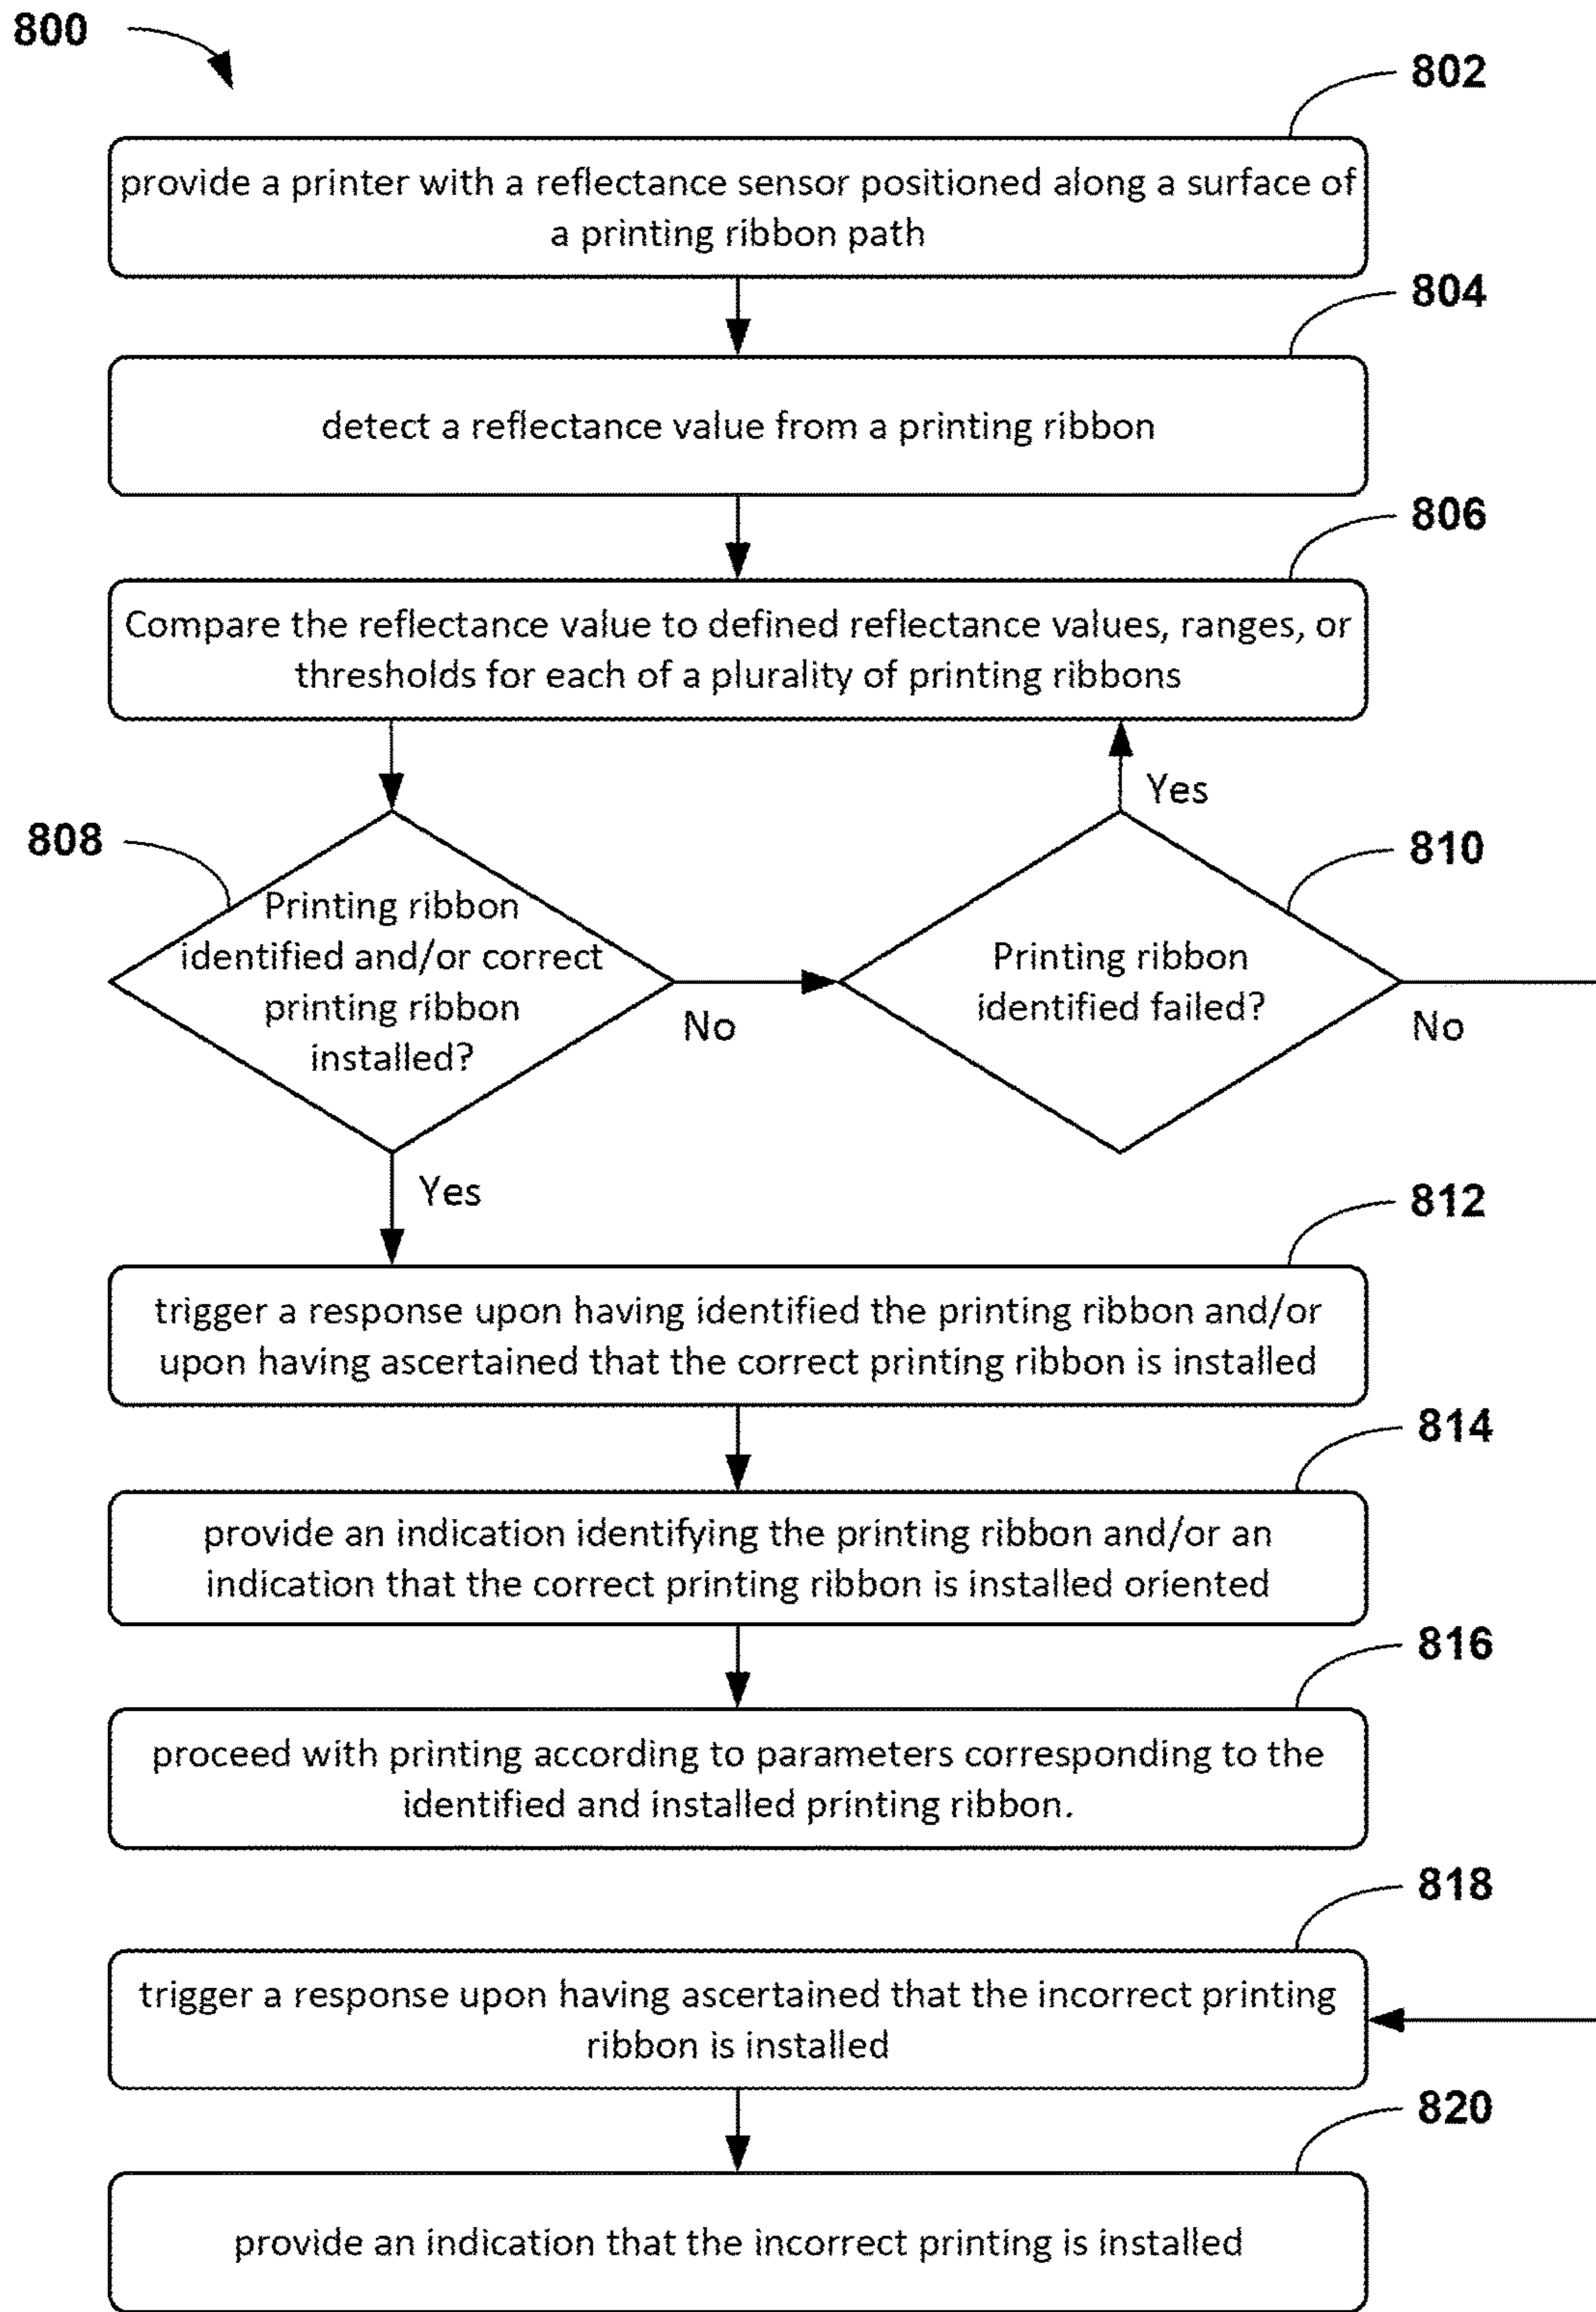 800
802
provide a printer with a reflectance sensor positioned along a surface of
a printing ribbon path
804
detect a reflectance value from a printing ribbon
806
Compare the reflectance value to defined reflectance values, ranges, or
thresholds for each of a plurality of printing ribbons
Yes
808
810
Printing ribbon
identified and/or correct
printing ribbon
installed?
No
Printing ribbon
identified failed?
No
Yes
812
trigger a response upon having identified the printing ribbon and/or
upon having ascertained that the correct printing ribbon is installed
814
provide an indication identifying the printing ribbon and/or an
indication that the correct printing ribbon is installed oriented
816
proceed with printing according to parameters corresponding to the
identified and installed printing ribbon.
818
trigger a response upon having ascertained that the incorrect printing
ribbon is installed
820
provide an indication that the incorrect printing is installed